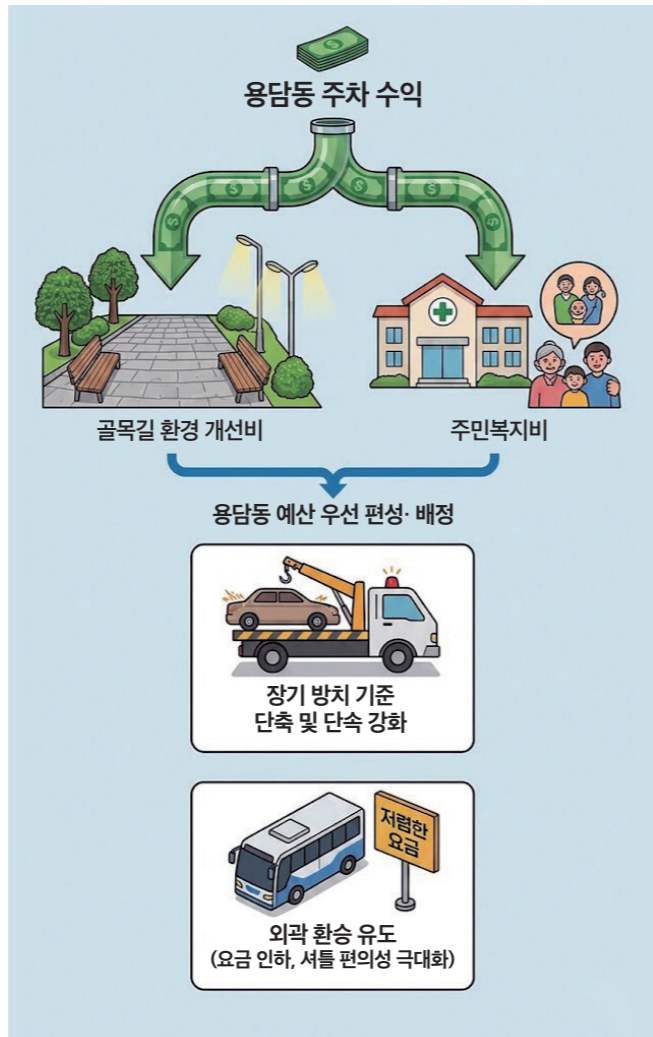 용담동 주차 수익
골목길 환경 개선비
주민복지비
용담동 예산 우선 편성· 배정
장기 방치 기준
단축 및 단속 강화
저렴한
요금
외곽 환승 유도
(요금 인하, 셔틀 편의성 극대화)